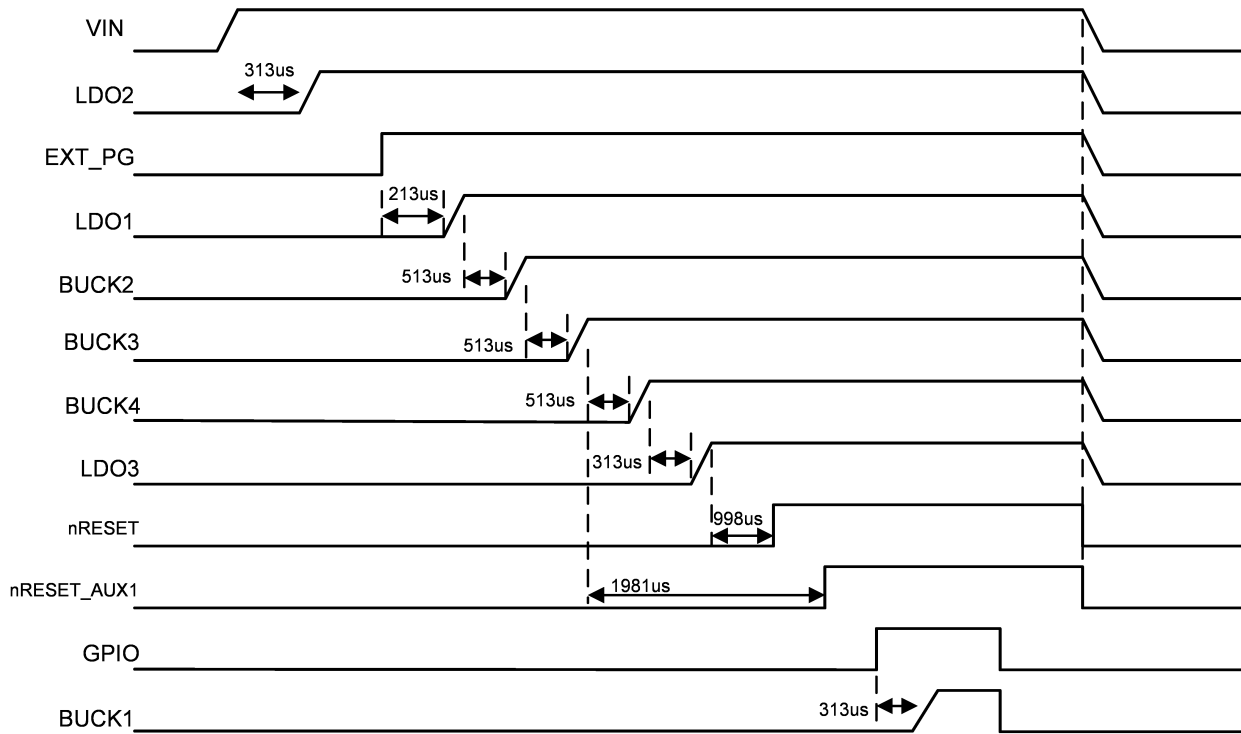 VIN
313us
LDO2
EXT_PG
213us
LDO1
513us
BUCK2
513us
BUCK3
513us
BUCK4
313us
LDO3
998us
nRESET
1981us
nRESET_AUX1
GPIO
313us
BUCK1